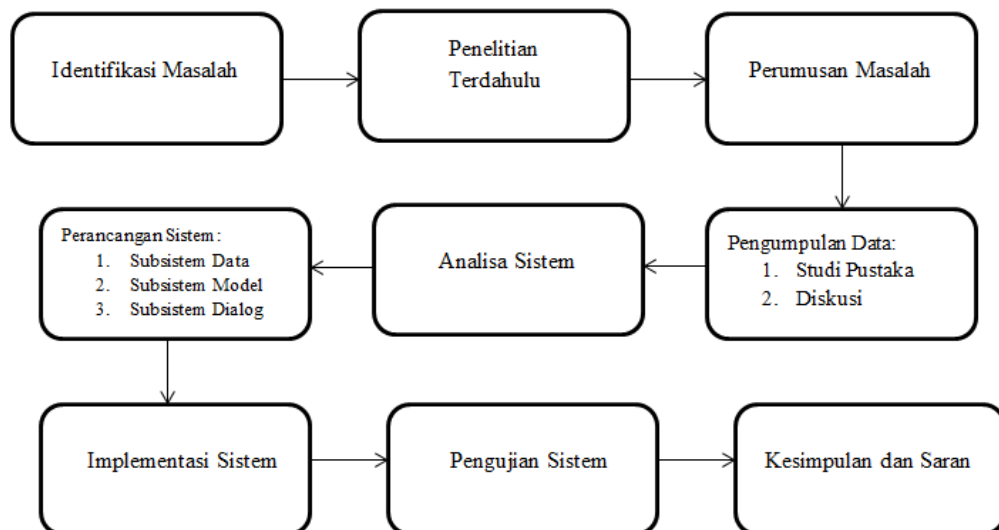 Identifikasi Masalah
Penelitian
Terdahulu
Perumusan Masalah
Pengumpulan Data:
1. Studi Pustaka
2. Diskusi
Analisa Sistem
Perancangan Sistem :
1. Subsistem Data
2. Subsistem Model
3. Subsistem Dialog
Implementasi Sistem
Pengujian Sistem
Kesimpulan dan Saran